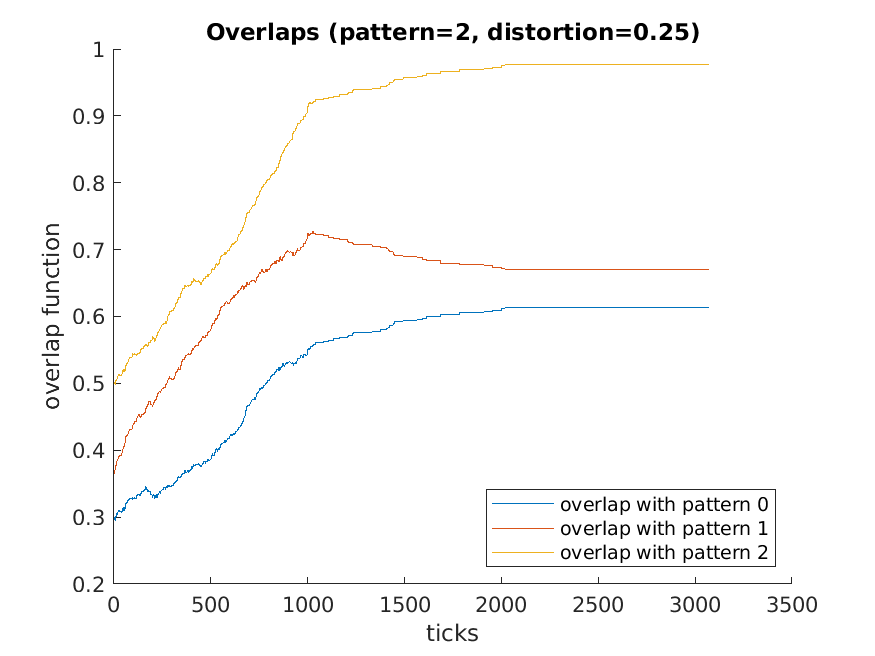 Overlaps (pattern=2, distortion=0.25)
1
0.9
0.8
0.7
0.6
0.5
0.4
0.3
0.2
overlap function
overlap with pattern 0
overlap with pattern 1
overlap with pattern 2
0 500 1000 1500 2000 2500 3000 3500
ticks